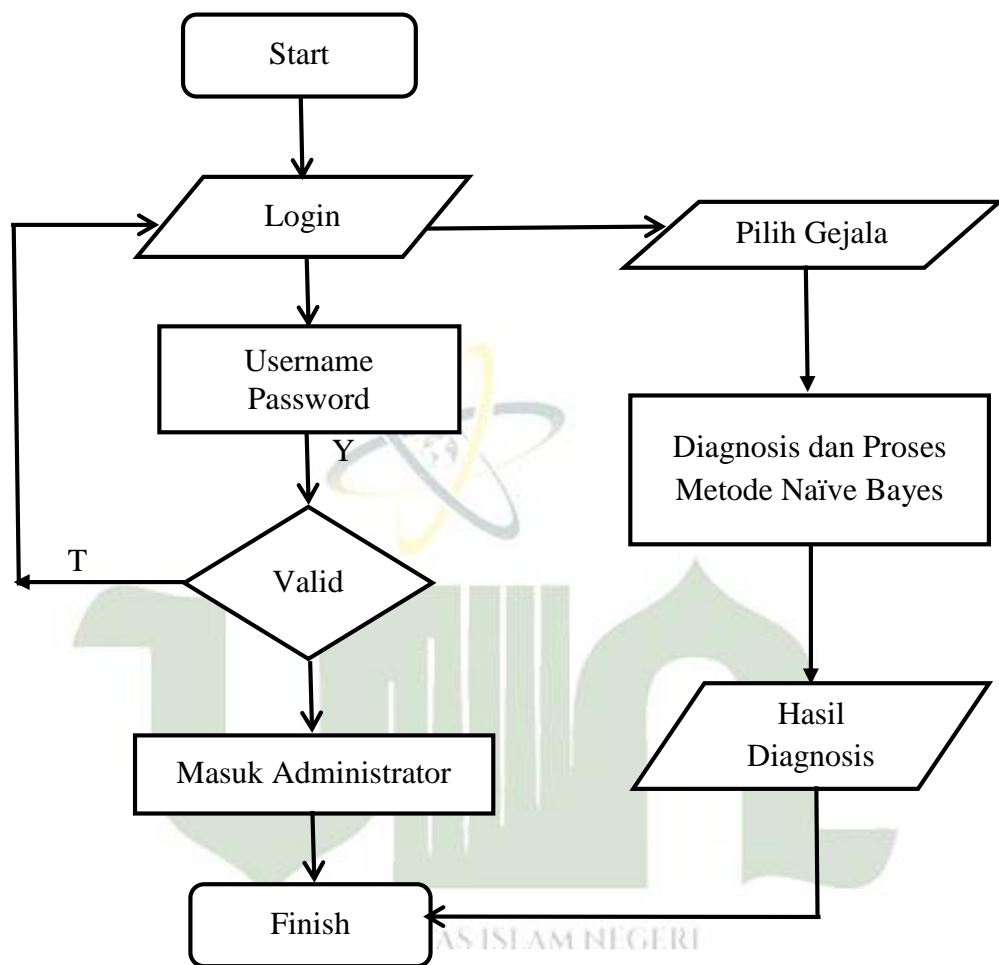 Start
Login
Pilih Gejala
Username
Password
Y
Diagnosis dan Proses
Metode Naïve Bayes
T
Valid
Hasil
Diagnosis
Masuk Administrator
Finish
AS ISLAM NEGERI